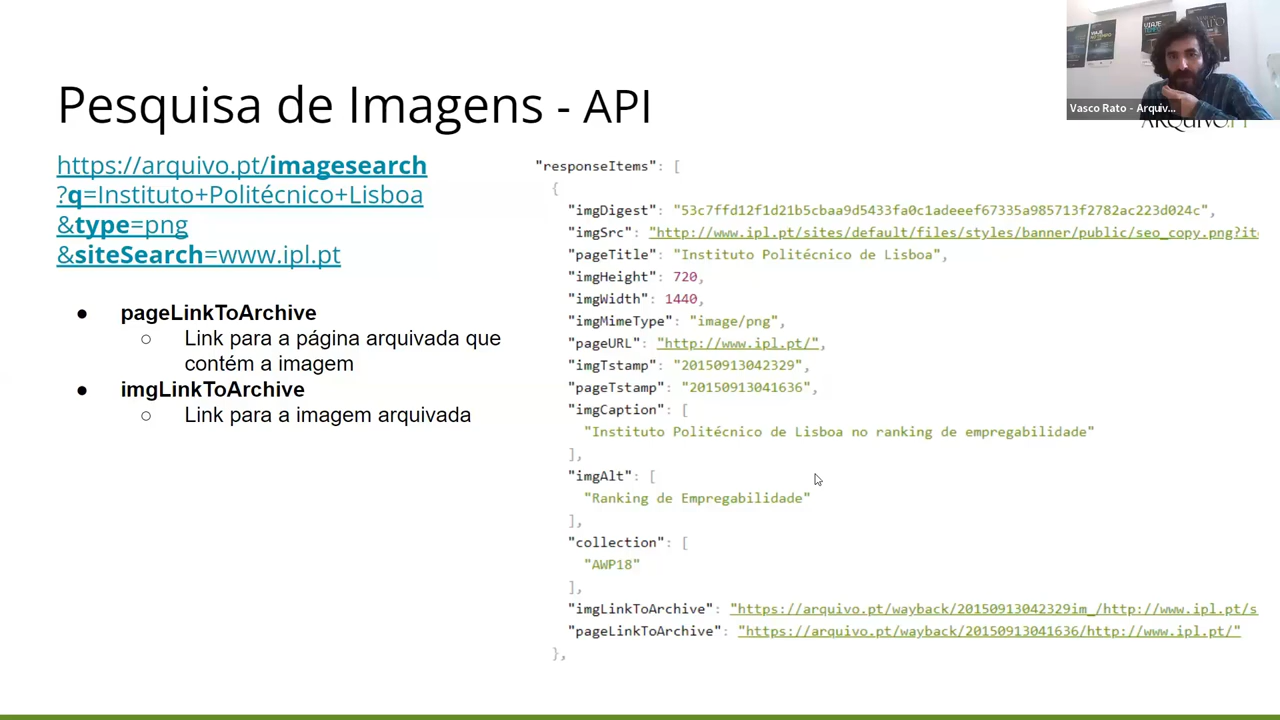 Pesquisa de Imagens - API
Vasco Rato - Arquiv...
https://arquivo.pt/imagesearch
?q=Instituto+Politécnico+Lisboa
&type=png
&siteSearch=www.ipl.pt
● pageLinkToArchive
○ Link para a página arquivada que
contém a imagem
● imgLinkToArchive
○ Link para a imagem arquivada
"responseItems": [
{
"imgDigest": "53c7ffd12f1d21b5cbaa9d5433fa0c1adeeef67335a985713f2782ac223d024c",
"imgSrc": "http://www.ipl.pt/sites/default/files/styles/banner/public/seo_copy.png?ito
"pageTitle": "Instituto Politécnico de Lisboa",
"imgHeight": 720,
"imgWidth": 1440,
"imgMimeType": "image/png",
"pageURL": "http://www.ipl.pt/",
"imgTstamp": "20150913042329",
"pageTstamp": "20150913041636",
"imgCaption": [
"Instituto Politécnico de Lisboa no ranking de empregabilidade"
],
"imgAlt": [
"Ranking de Empregabilidade"
],
"collection": [
"AWP18"
],
"imgLinkToArchive": "https://arquivo.pt/wayback/20150913042329im_/http://www.ipl.pt/s
"pageLinkToArchive": "https://arquivo.pt/wayback/20150913041636/http://www.ipl.pt/"
},